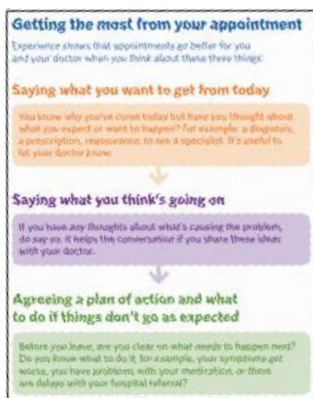 Getting the most from your appointment
Experience shows that appointments go better for you
and your doctor when you think about these three things:
Saying what you want to get from today
You know why you've come today but have you thought about
what you expect or want to happen? For example: a diagnosis,
a prescription, reassurance, to see a specialist. It's useful to
let your doctor know.
Saying what you think's going on
If you have any thoughts about what's causing the problem,
do say so. It helps the conversation if you share these ideas
with your doctor.
Agreeing a plan of action and what
to do if things don't go as expected
Before you leave, are you clear on what needs to happen next?
Do you know what to do if, for example, your symptoms get
worse, you have problems with your medication, or there
are delays with your hospital referral?